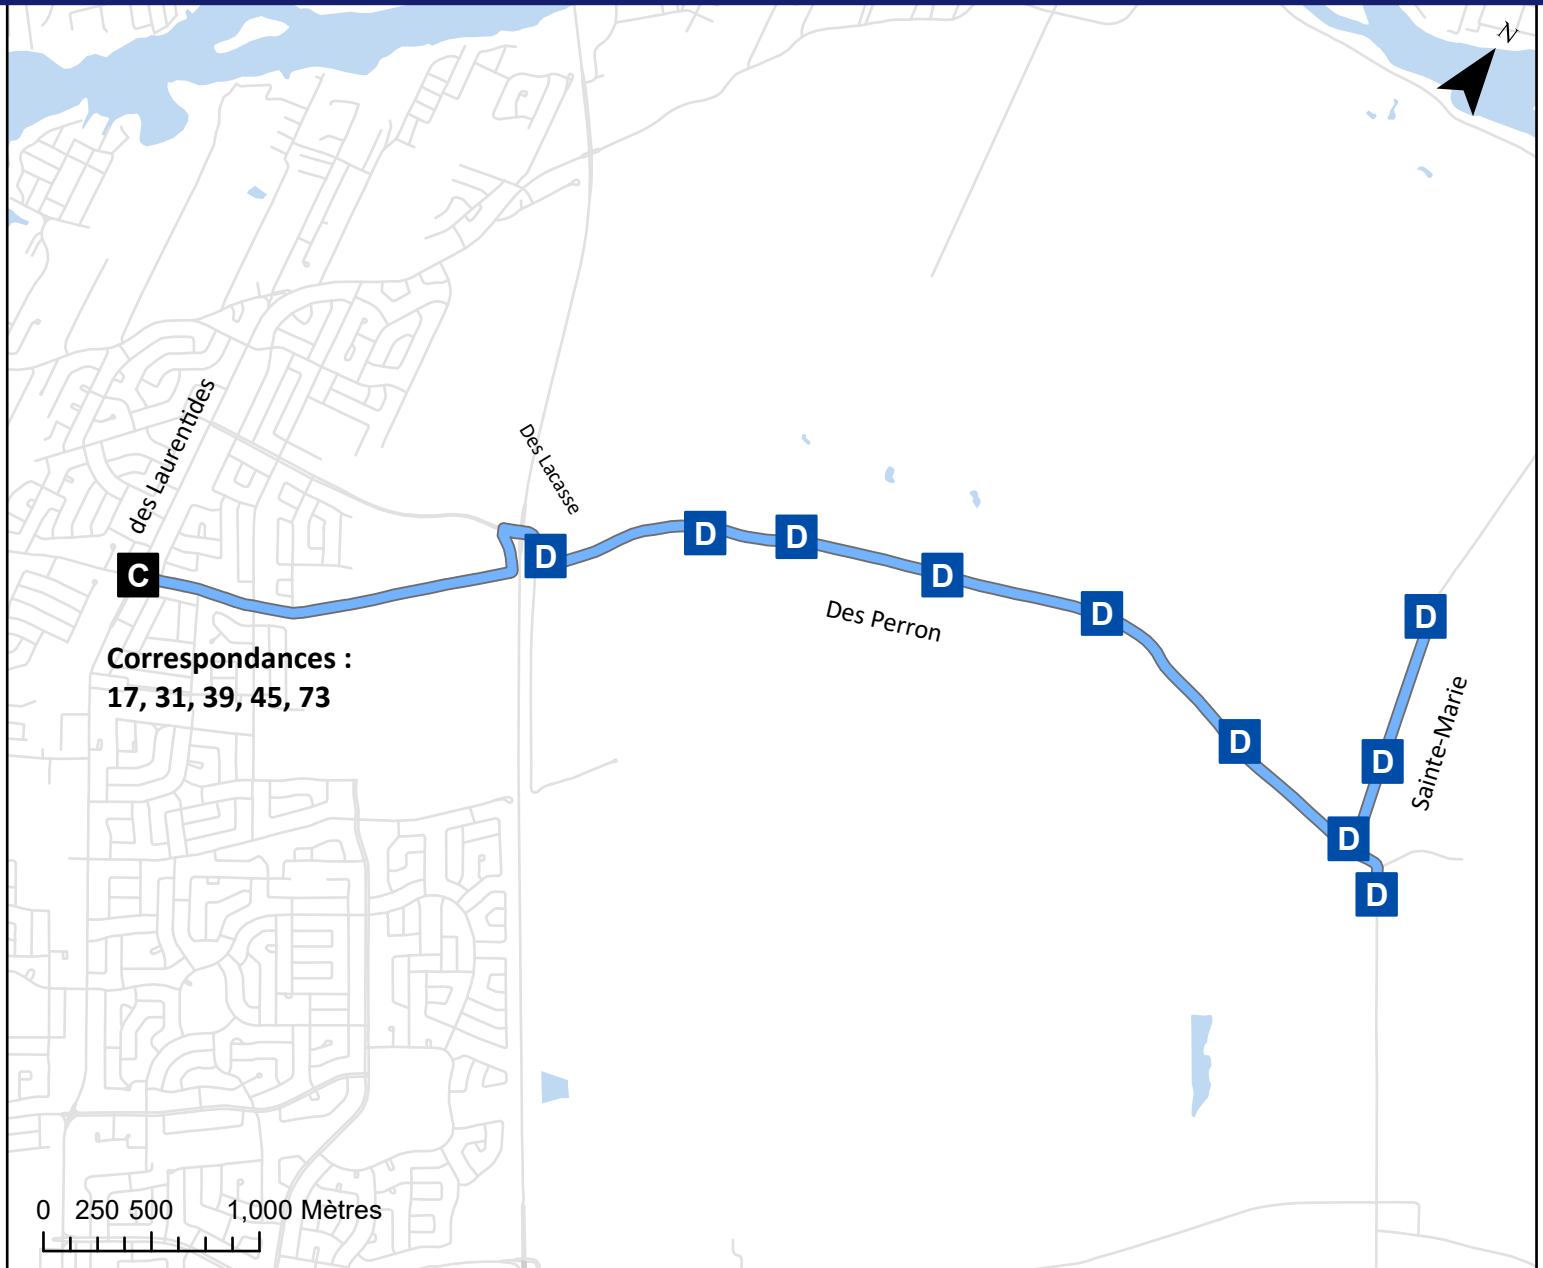 N
des Laurentides
Des Lacasse
D
D
D
D
D
C
Des Perron
D
Correspondances :
17, 31, 39, 45, 73
Sainte-Marie
D
D
D
D
0 250 500 1,000 Mètres